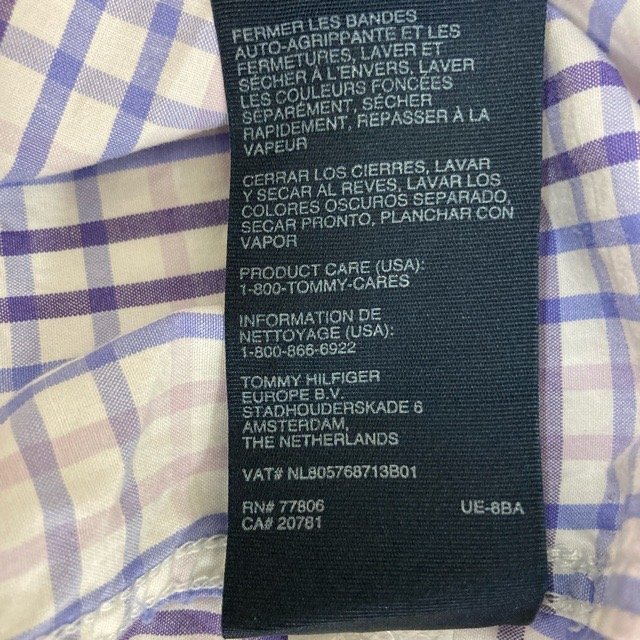 FERMER LES BANDES
AUTO-AGRIPPANTE ET LES
FERMETURES, LAVER ET
SÉCHER À L'ENVERS, LAVER
LES COULEURS FONCÉES
SÉPARÉMENT, SÉCHER
RAPIDEMENT, REPASSER À LA
VAPEUR
CERRAR LOS CIERRES, LAVAR
Y SECAR AL REVES, LAVAR LOS
COLORES OSCUROS SEPARADO,
SECAR PRONTO, PLANCHAR CON
VAPOR
PRODUCT CARE (USA):
1-800-TOMMY-CARES
INFORMATION DE
NETTOYAGE (USA):
1-800-866-6922
TOMMY HILFIGER
EUROPE B.V.
STADHOUDERSKADE 6
AMSTERDAM,
THE NETHERLANDS
VAT# NL805768713B01
RN# 77806 UE-8BA
CA# 20781